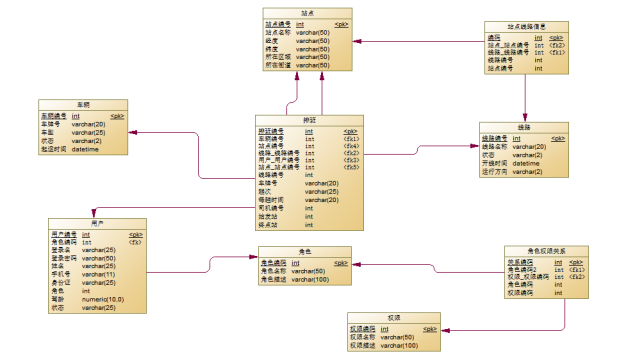 站点
站点编号 int <pk>
站点名称 varchar(50)
经度 varchar(50)
纬度 varchar(50)
所在区域 varchar(50)
所在街道 varchar(50)
站点线路信息
编码 int <pk>
站点_站点编号 int <fk2>
线路_线路编号 int <fk1>
线路编号 int
站点编号 int
车辆
车辆编号 int <pk>
车牌号 varchar(20)
车型 varchar(25)
状态 varchar(2)
起运时间 datetime
排班
排班编号 int <pk>
车辆编号 int <fk1>
站点编号 int <fk4>
线路_线路编号 int <fk2>
用户_用户编号 int <fk3>
站点_站点编号 int <fk5>
线路编号 int
车牌号 varchar(20)
趟次 varchar(25)
每趟时间 varchar(20)
司机编号 int
始发站 int
终点站 int
线路
线路编号 int <pk>
线路名称 varchar(20)
状态 varchar(2)
开线时间 datetime
运行方向 varchar(2)
用户
用户编号 int <pk>
角色编码 int <fk>
登录名 varchar(25)
登录密码 varchar(50)
姓名 varchar(25)
手机号 varchar(11)
身份证 varchar(25)
角色 int
驾龄 numeric(10,0)
状态 varchar(25)
角色
角色编码 int <pk>
角色名称 varchar(50)
角色描述 varchar(100)
角色权限关系
关系编码 int <pk>
角色编码2 int <fk1>
权限_权限编码 int <fk2>
角色编码 int
权限编码 int
权限
权限编码 int <pk>
权限名称 varchar(50)
权限描述 varchar(100)